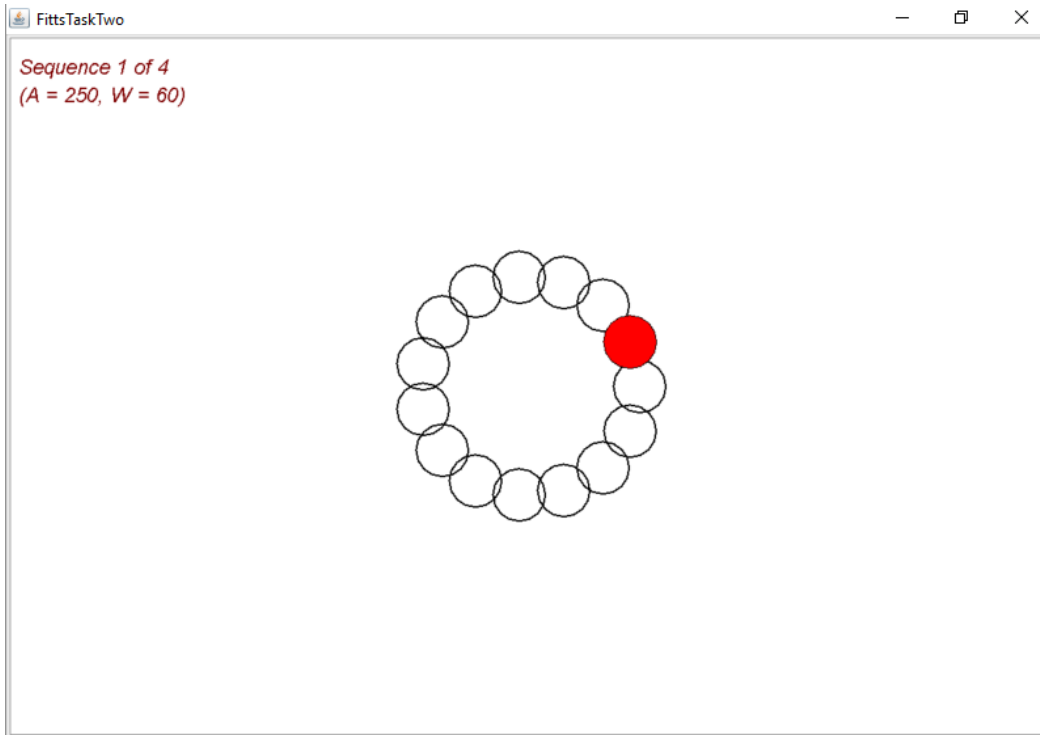 FittsTaskTwo
Sequence 1 of 4
(A = 250, W = 60)